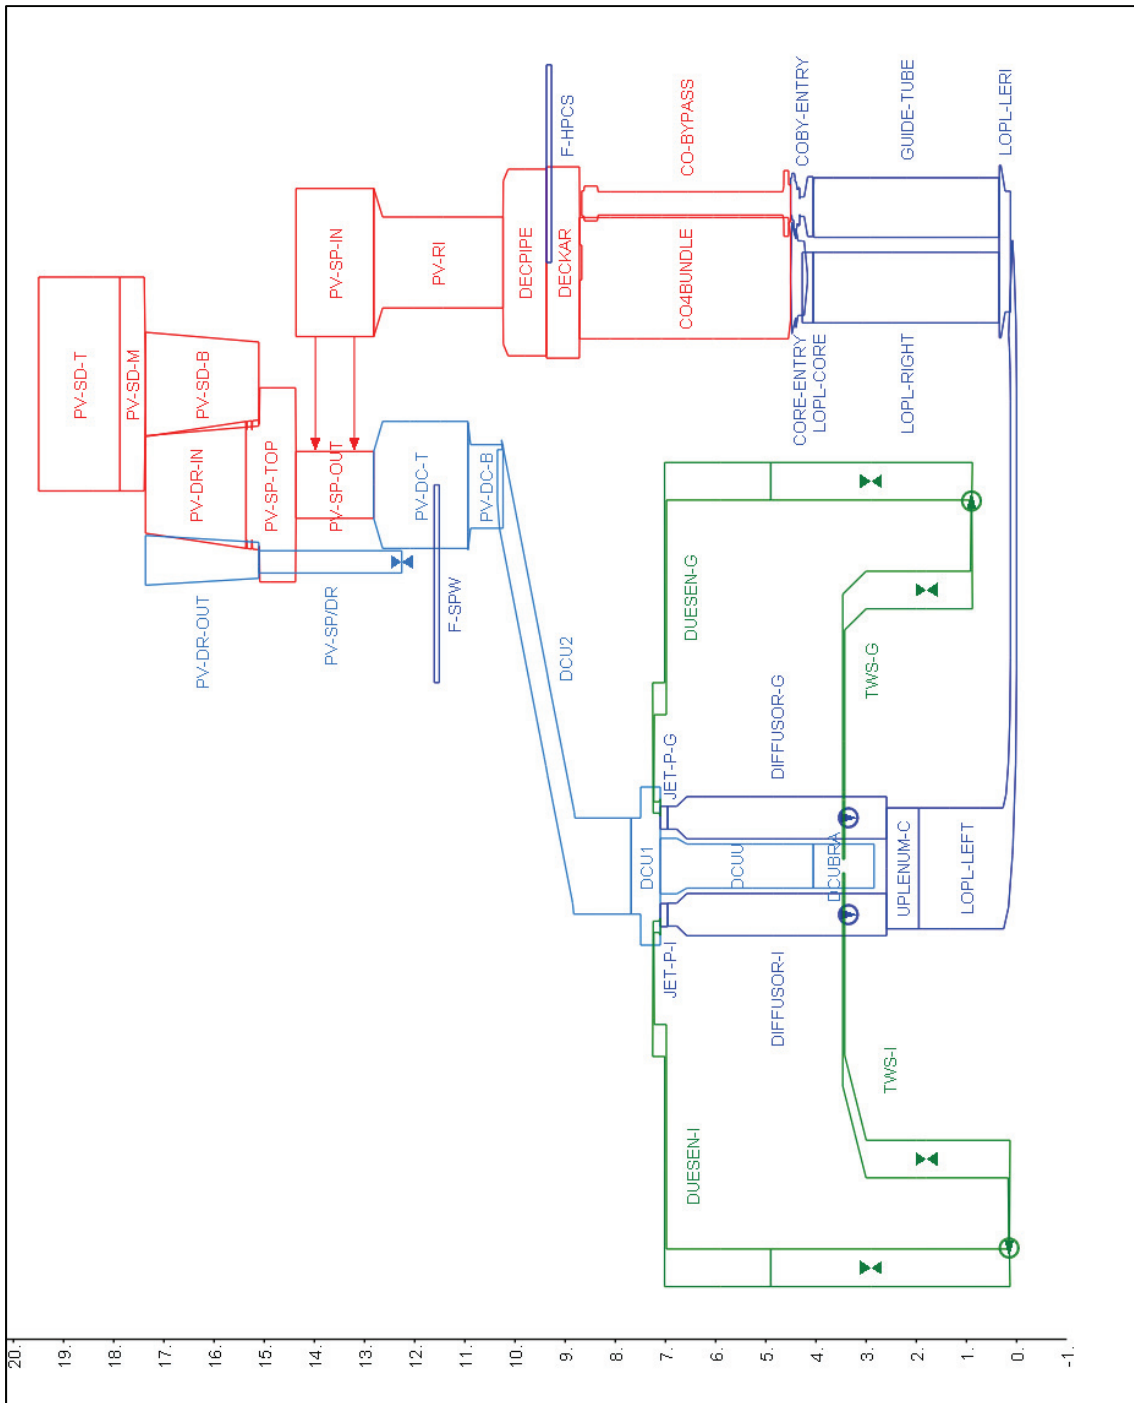 PV-SD-T
PV-SD-M
PV-SD-B
PV-DR-IN
PV-SP-TOP
PV-SP-OUT
PV-DR-OUT
PV-SP/DR
PV-SP-IN
PV-RI
DECPIPE
DECKAR
F-HPCS
CO-BYPASS
CO4BUNDLE
COBY-ENTRY
GUIDE-TUBE
LOPL-LERI
CORE-ENTRY
LOPL-CORE
LOPL-RIGHT
PV-DC-T
PV-DC-B
F-SPW
DCU2
DUESEN-G
TWS-G
JET-P-G
DIFFUSOR-G
DCU1
DCUU
DCUBRA
UPLENUM-C
LOPL-LEFT
JET-P-I
DIFFUSOR-I
TWS-I
DUESEN-I
20.
19.
18.
17.
16.
15.
14.
13.
12.
11.
10.
9.
8.
7.
6.
5.
4.
3.
2.
1.
0.
-1.